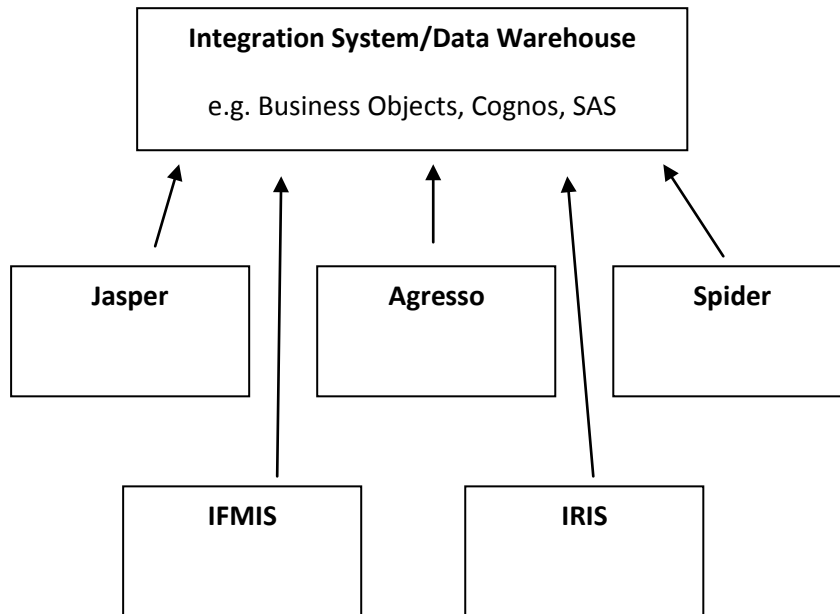 Integration System/Data Warehouse
e.g. Business Objects, Cognos, SAS
Jasper
Agresso
Spider
IFMIS
IRIS